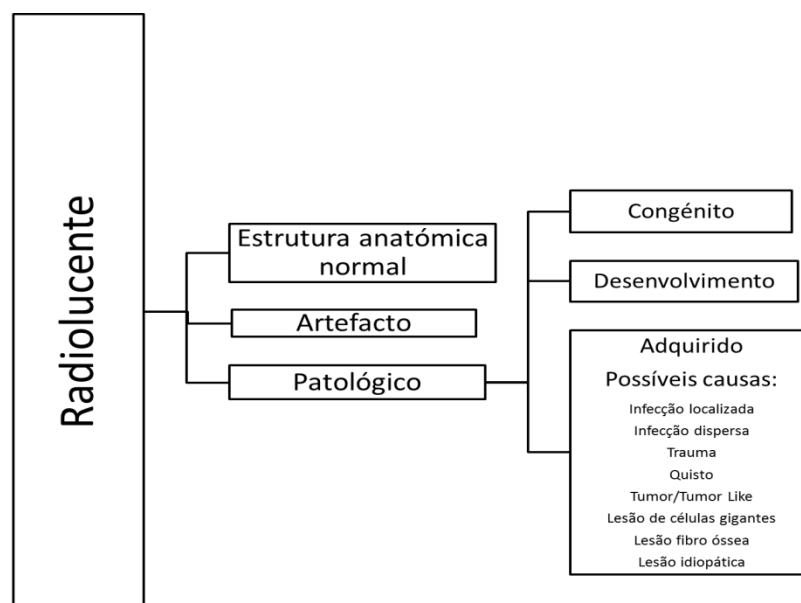 Radiolucente
Estrutura anatómica
normal
Artefacto
Patológico
Congénito
Desenvolvimento
Adquirido
Possíveis causas:
Infecção localizada
Infecção dispersa
Trauma
Quisto
Tumor/Tumor Like
Lesão de células gigantes
Lesão fibro óssea
Lesão idiopática